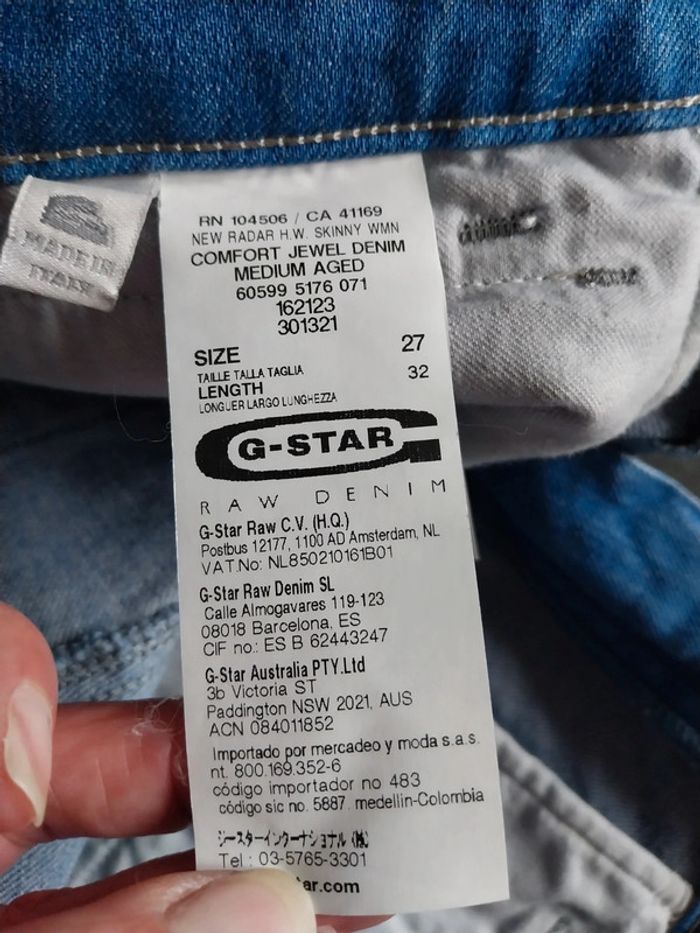 MADE IN
ITALY
RN 104506 / CA 41169
NEW RADAR H.W. SKINNY WMN
COMFORT JEWEL DENIM
MEDIUM AGED
60599 5176 071
162123
301321
SIZE 27
TAILLE TALLA TAGLIA
LENGTH 32
LONGUER LARGO LUNGHEZZA
G-STAR
RAW DENIM
G-Star Raw C.V. (H.Q.)
Postbus 12177, 1100 AD Amsterdam, NL
VAT.No: NL850210161B01
G-Star Raw Denim SL
Calle Almogavares 119-123
08018 Barcelona, ES
CIF no.: ES B 62443247
G-Star Australia PTY.Ltd
3b Victoria ST
Paddington NSW 2021, AUS
ACN 084011852
Importado por mercadeo y moda s.a.s.
nt. 800.169.352-6
código importador no 483
código sic no. 5887. medellin-Colombia
ジースターインターナショナル(株)
Tel : 03-5765-3301
tar.com